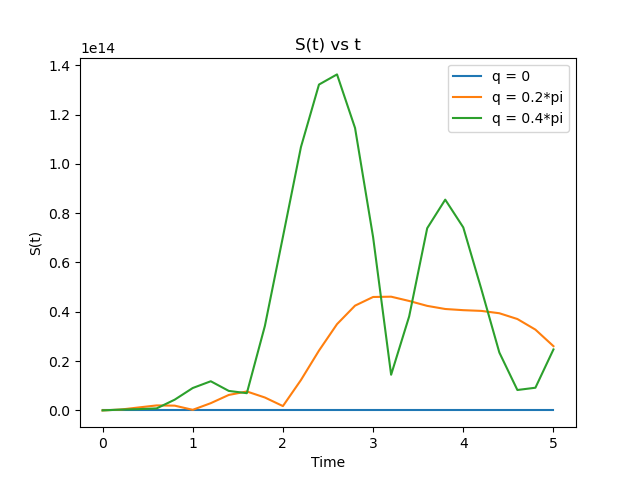 S(t) vs t
1e14
1.4
1.2
1.0
0.8
0.6
0.4
0.2
0.0
S(t)
0 1 2 3 4 5
Time
q = 0
q = 0.2*pi
q = 0.4*pi